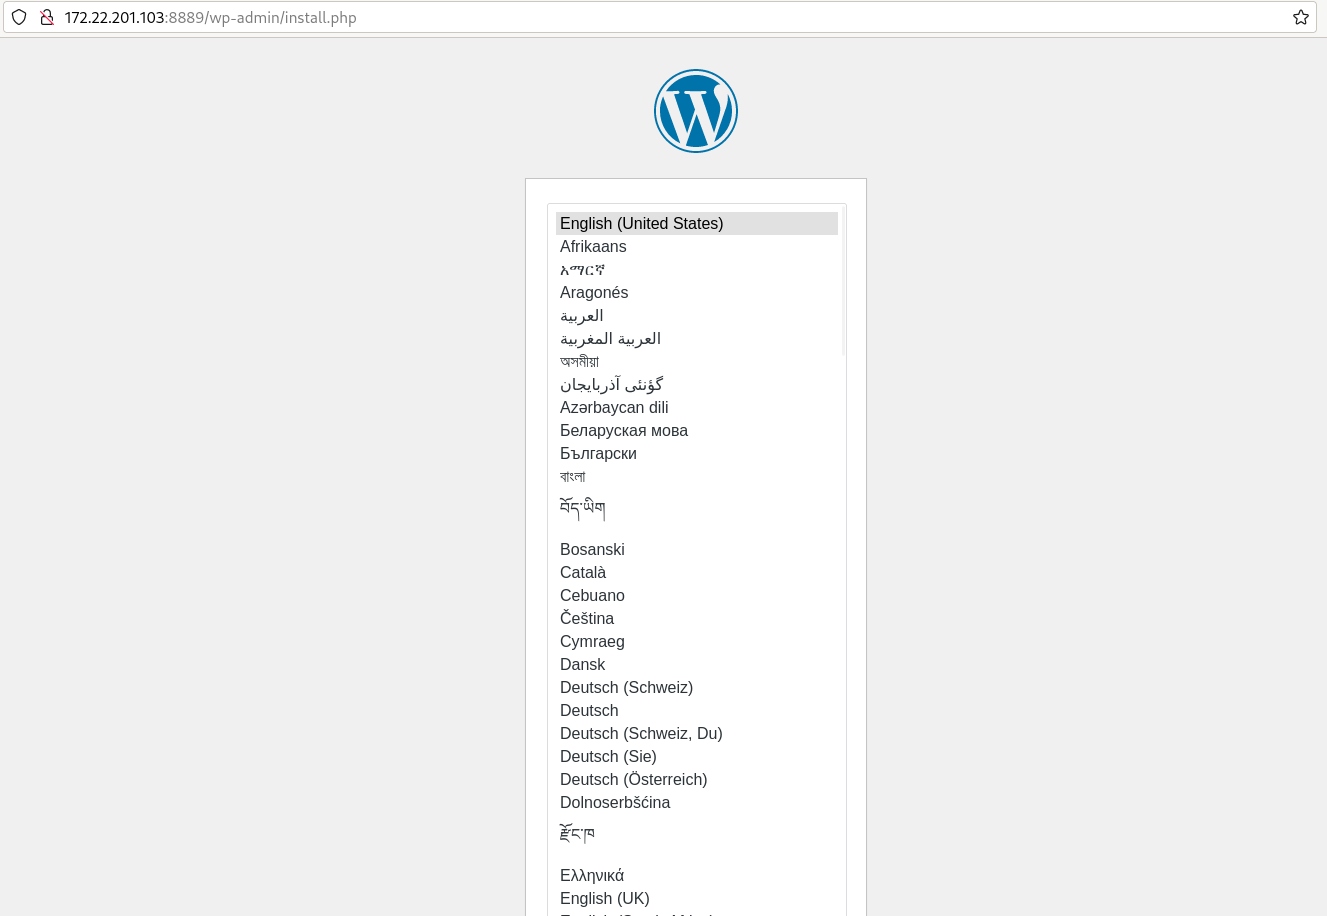 172.22.201.103:8889/wp-admin/install.php
English (United States)
Afrikaans
አማርኛ
Aragonés
العربية
العربية المغربية
অসমীয়া
گؤنئی آذربایجان
Azərbaycan dili
Беларуская мова
Български
বাংলা
བོད་ཡིག
Bosanski
Català
Cebuano
Čeština
Cymraeg
Dansk
Deutsch (Schweiz)
Deutsch
Deutsch (Schweiz, Du)
Deutsch (Sie)
Deutsch (Österreich)
Dolnoserbšćina
རྫོང་ཁ
Ελληνικά
English (UK)